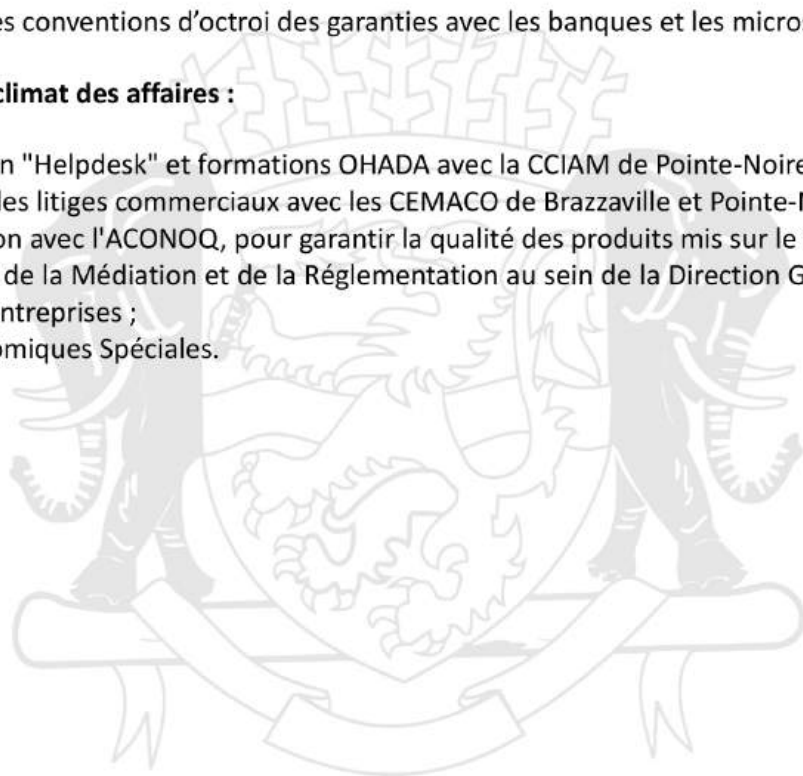 es conventions d’octroi des garanties avec les banques et les micros
climat des affaires :
n "Helpdesk" et formations OHADA avec la CCIAM de Pointe-Noire
les litiges commerciaux avec les CEMACO de Brazzaville et Pointe-N
on avec l'ACONOQ, pour garantir la qualité des produits mis sur le
de la Médiation et de la Réglementation au sein de la Direction G
ntreprises ;
omiques Spéciales.